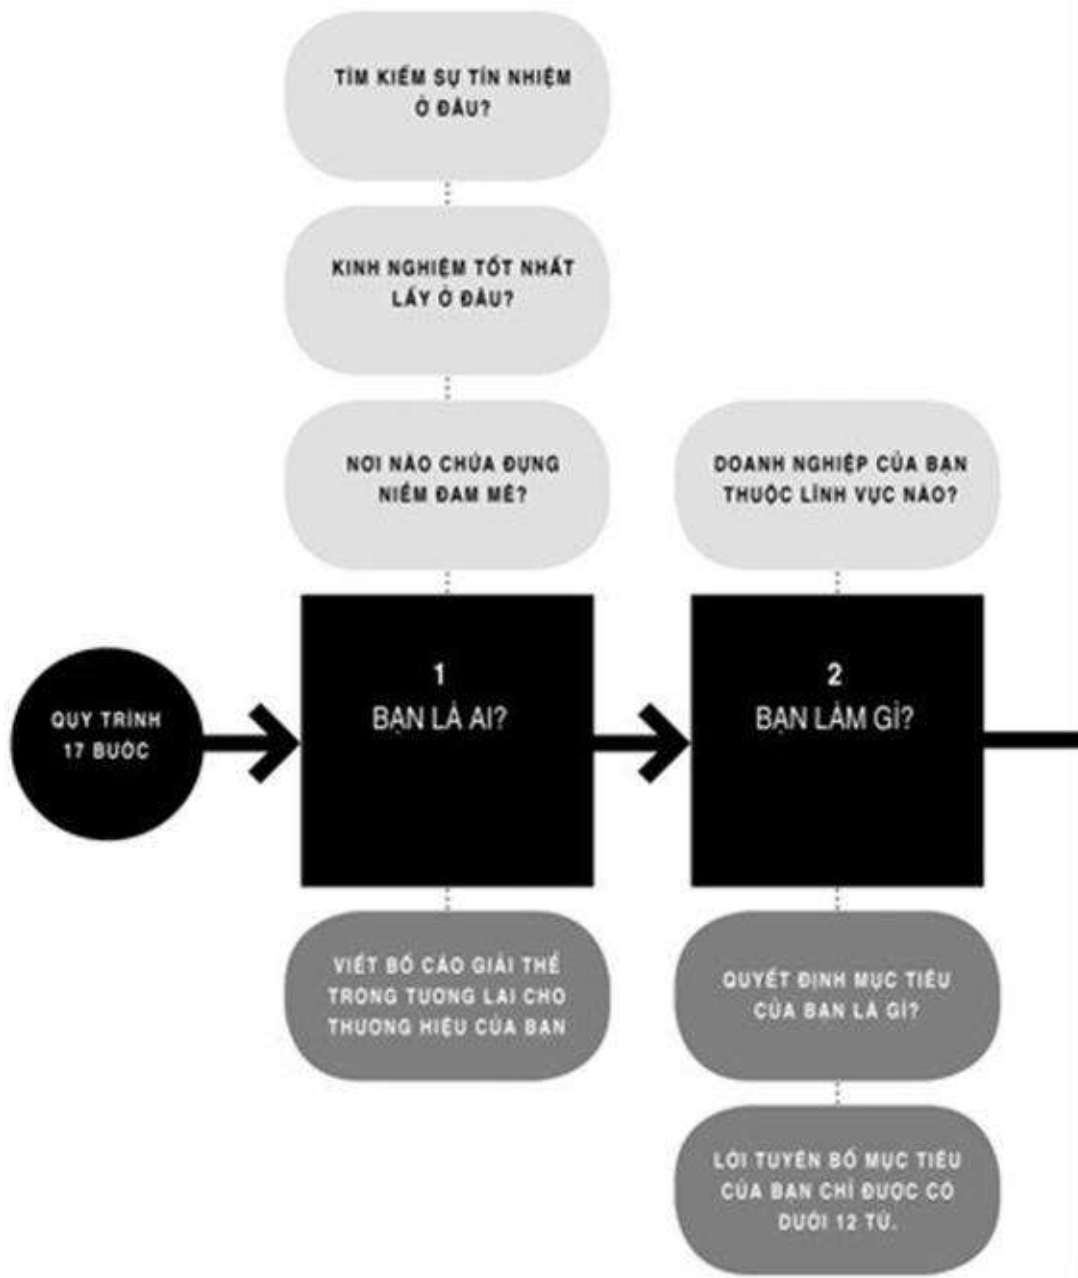 TÌM KIẾM SỰ TÍN NHIỆM
Ở ĐÂU?
KINH NGHIỆM TỐT NHẤT
LẤY Ở ĐÂU?
NƠI NÀO CHỨA ĐỰNG
NIỀM ĐAM MÊ?
DOANH NGHIỆP CỦA BẠN
THUỘC LĨNH VỰC NÀO?
QUY TRÌNH
17 BƯỚC
1
BẠN LÀ AI?
2
BẠN LÀM GÌ?
VIẾT BỐ CÁO GIẢI THỂ
TRONG TƯƠNG LAI CHO
THƯƠNG HIỆU CỦA BẠN
QUYẾT ĐỊNH MỤC TIÊU
CỦA BẠN LÀ GÌ?
LỜI TUYÊN BỐ MỤC TIÊU
CỦA BẠN CHỈ ĐƯỢC CÓ
DƯỚI 12 TỪ.